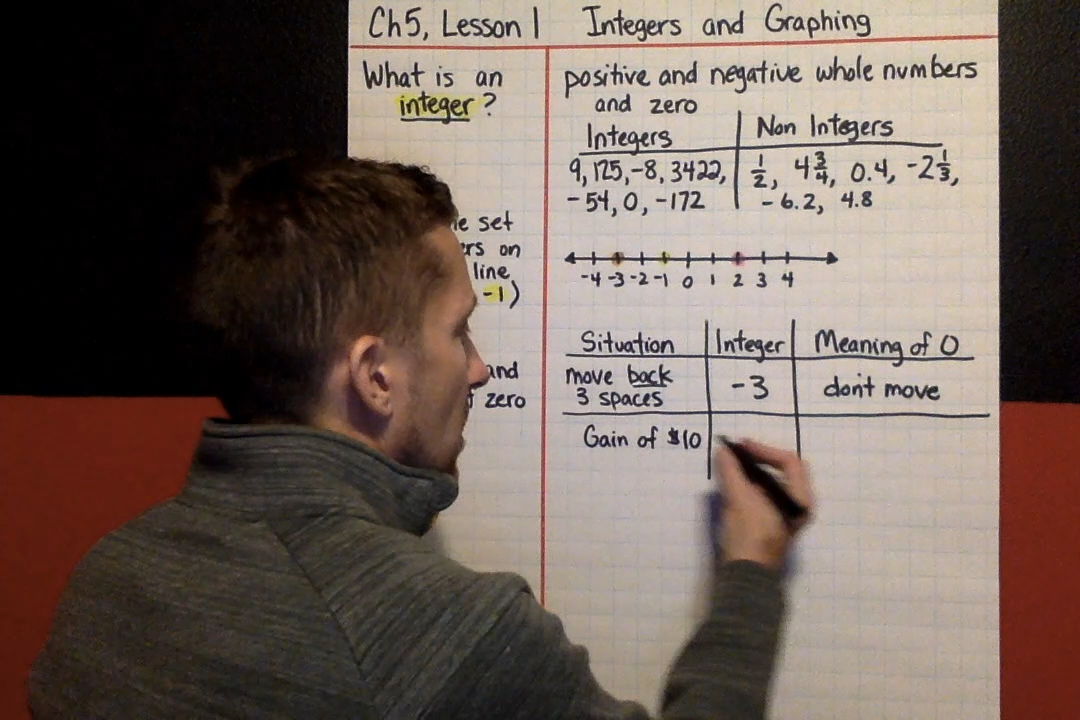 Ch5, Lesson 1 Integers and Graphing
What is an
integer?
positive and negative whole numbers
and zero
Integers
Non Integers
9, 125, -8, 3422,
-54, 0, -172
1/2, 4 3/4, 0.4, -2 1/3,
-6.2, 4.8
set
on
line
-1)
and
zero
-4 -3 -2 -1 0 1 2 3 4
Situation Integer Meaning of 0
move back
3 spaces
-3
don't move
Gain of $10